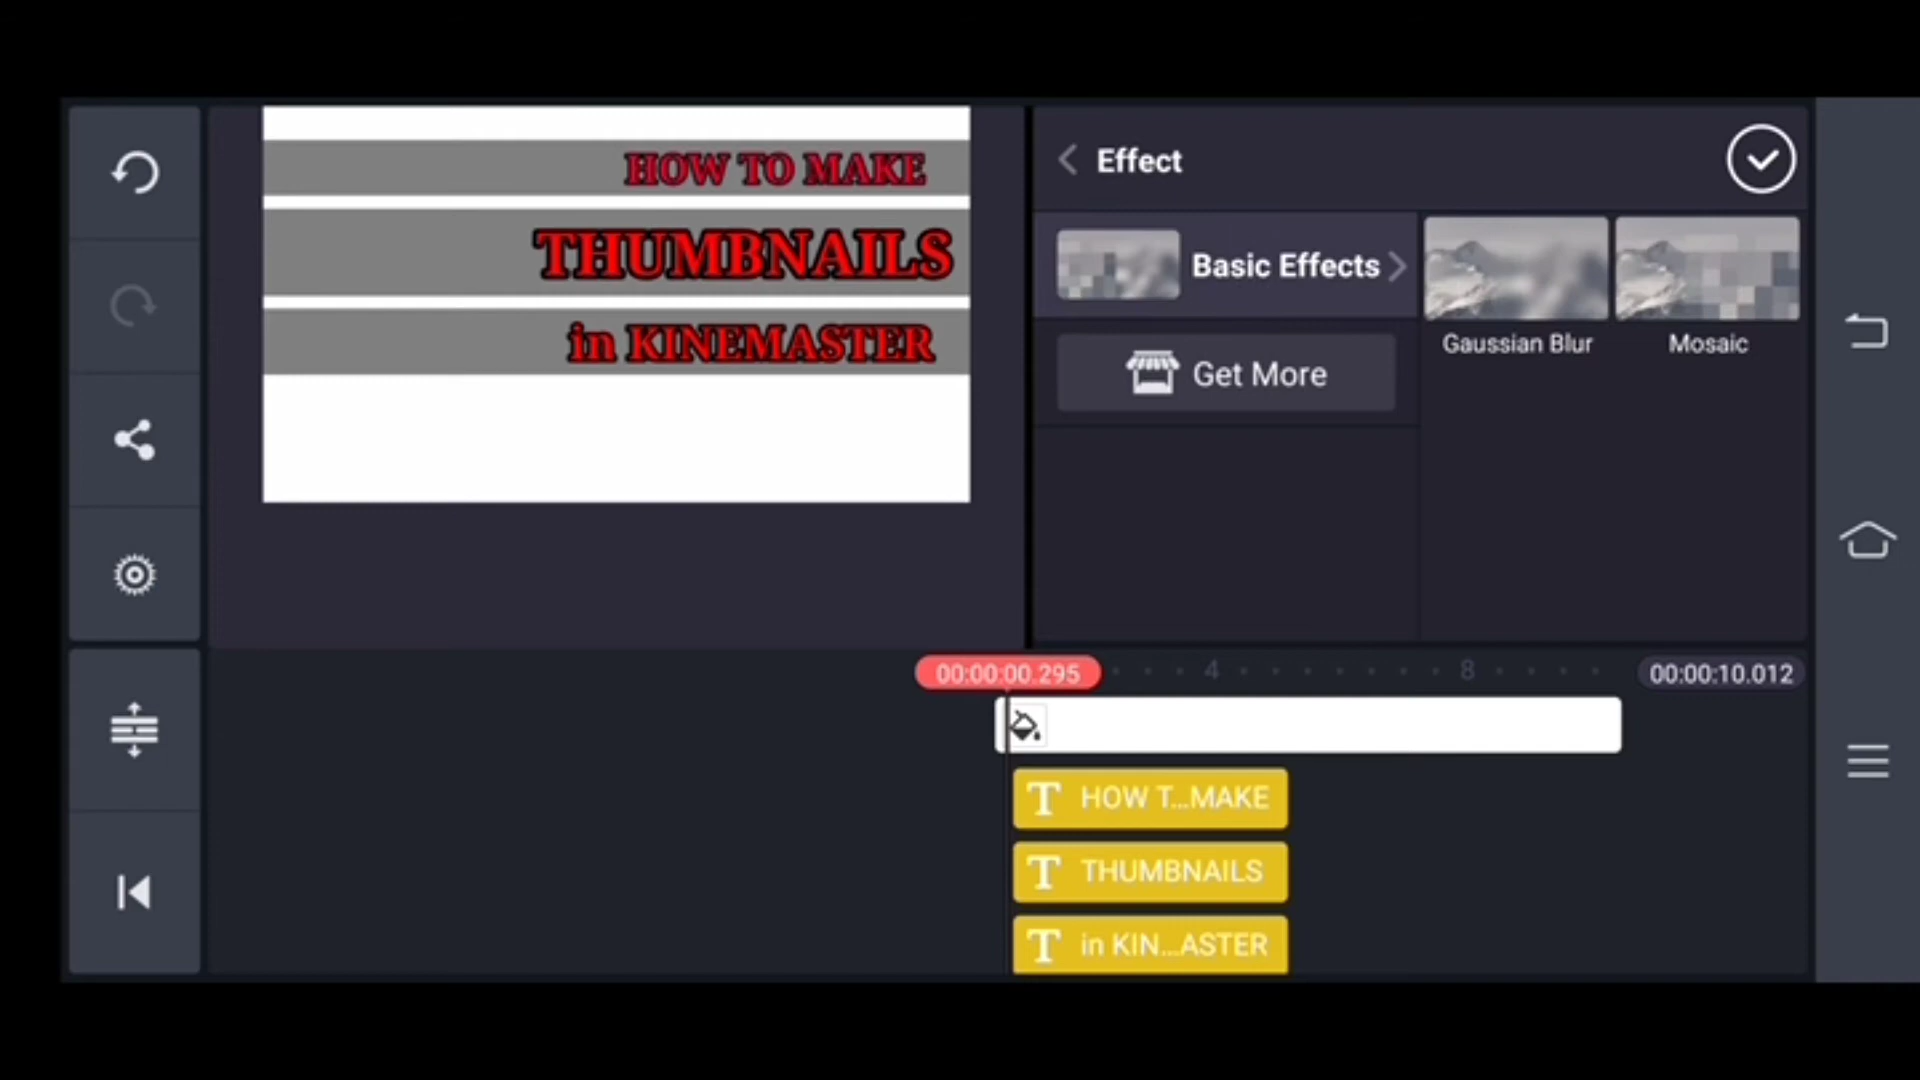 HOW TO MAKE
THUMBNAILS
in KINEMASTER
Effect
Basic Effects
Get More
Gaussian Blur
Mosaic
00:00:00.295
4
8
00:00:10.012
T HOW T...MAKE
T THUMBNAILS
T in KIN...ASTER